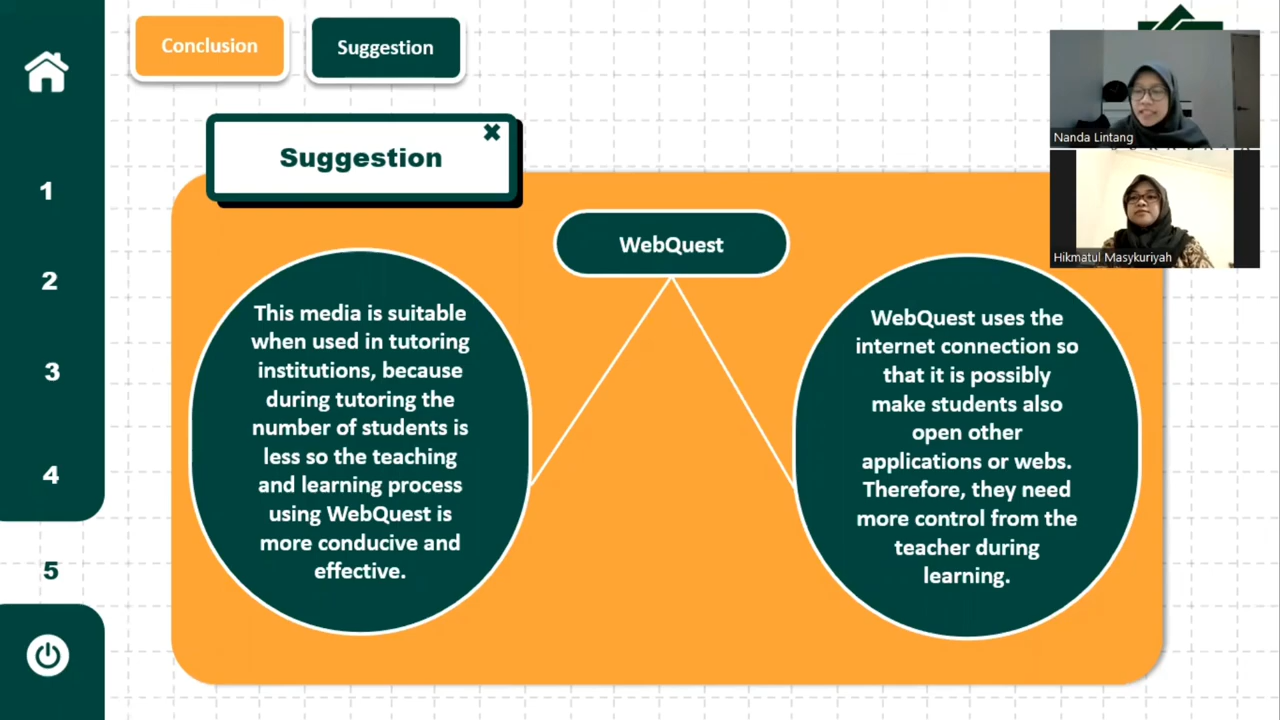 Conclusion
Suggestion
Suggestion
WebQuest
This media is suitable
when used in tutoring
institutions, because
during tutoring the
number of students is
less so the teaching
and learning process
using WebQuest is
more conducive and
effective.
WebQuest uses the
internet connection so
that it is possibly
make students also
open other
applications or webs.
Therefore, they need
more control from the
teacher during
learning.
1
2
3
4
5
Nanda Lintang
Hikmatul Masykuriyah